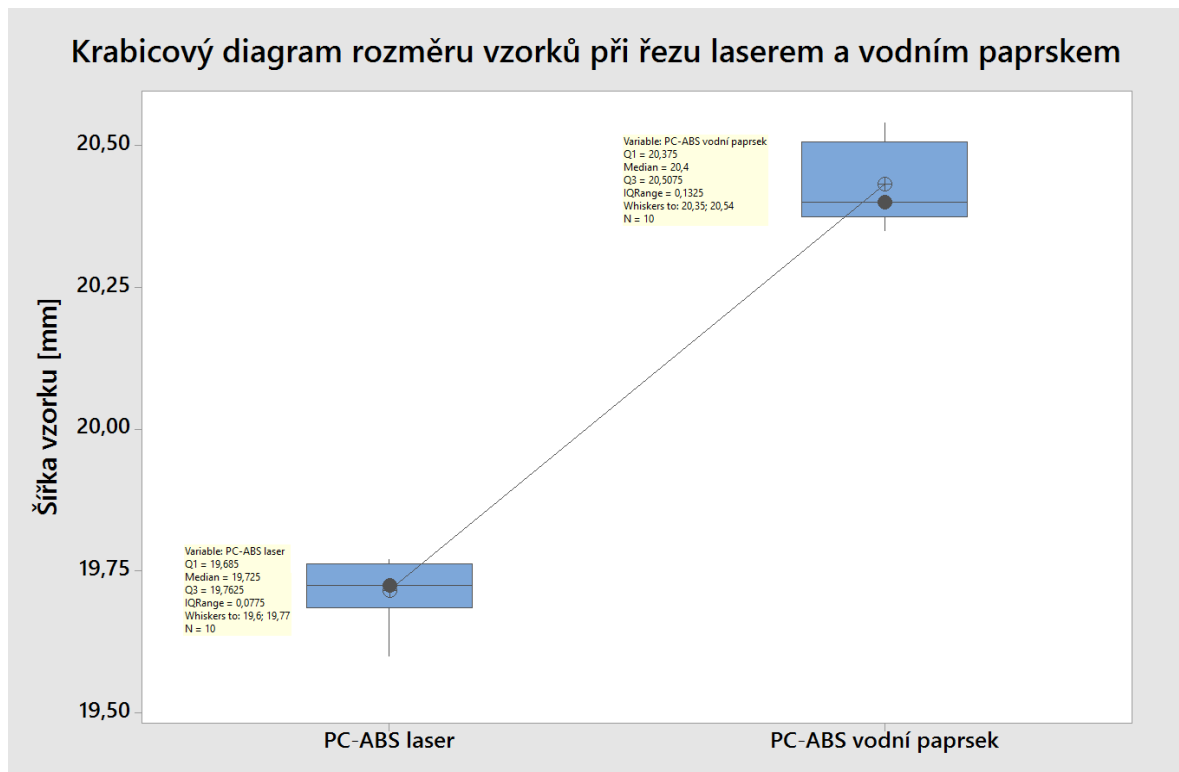 Krabicový diagram rozměru vzorků při řezu laserem a vodním paprskem
Šířka vzorku [mm]
20,50
20,25
20,00
19,75
19,50
Variable: PC-ABS vodní paprsek
Q1 = 20,375
Median = 20,4
Q3 = 20,5075
IQRange = 0,1325
Whiskers to: 20,35; 20,54
N = 10
Variable: PC-ABS laser
Q1 = 19,685
Median = 19,725
Q3 = 19,7625
IQRange = 0,0775
Whiskers to: 19,6; 19,77
N = 10
PC-ABS laser
PC-ABS vodní paprsek